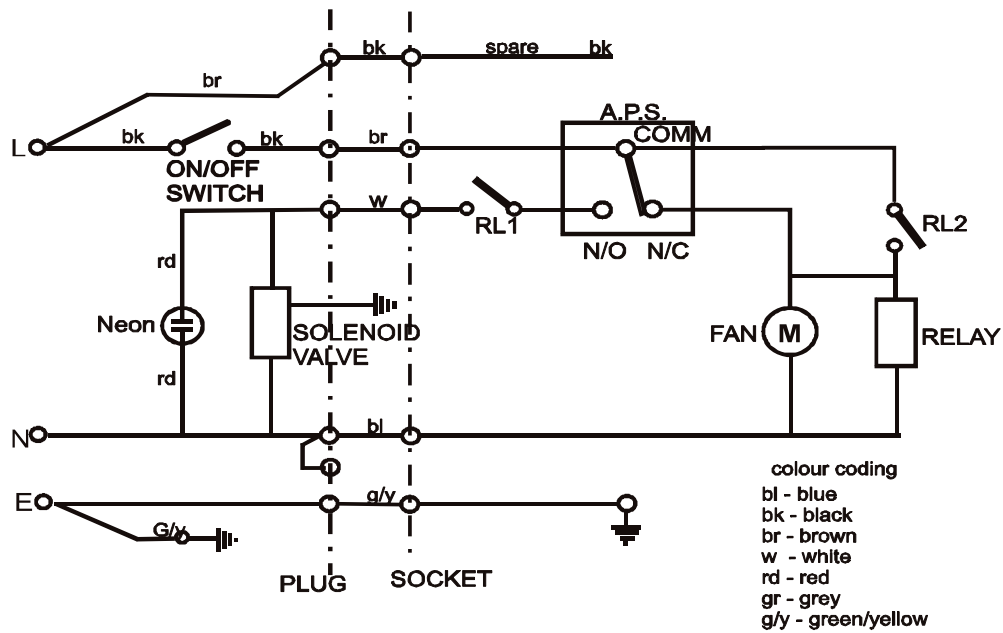 bk
spare
bk
br
A.P.S.
COMM
L
bk
bk
br
ON/OFF
SWITCH
w
RL1
RL2
N/O
N/C
rd
Neon
SOLENOID
VALVE
FAN
M
RELAY
rd
N
bl
E
g/y
G/y
PLUG
SOCKET
colour coding
bl - blue
bk - black
br - brown
w - white
rd - red
gr - grey
g/y - green/yellow